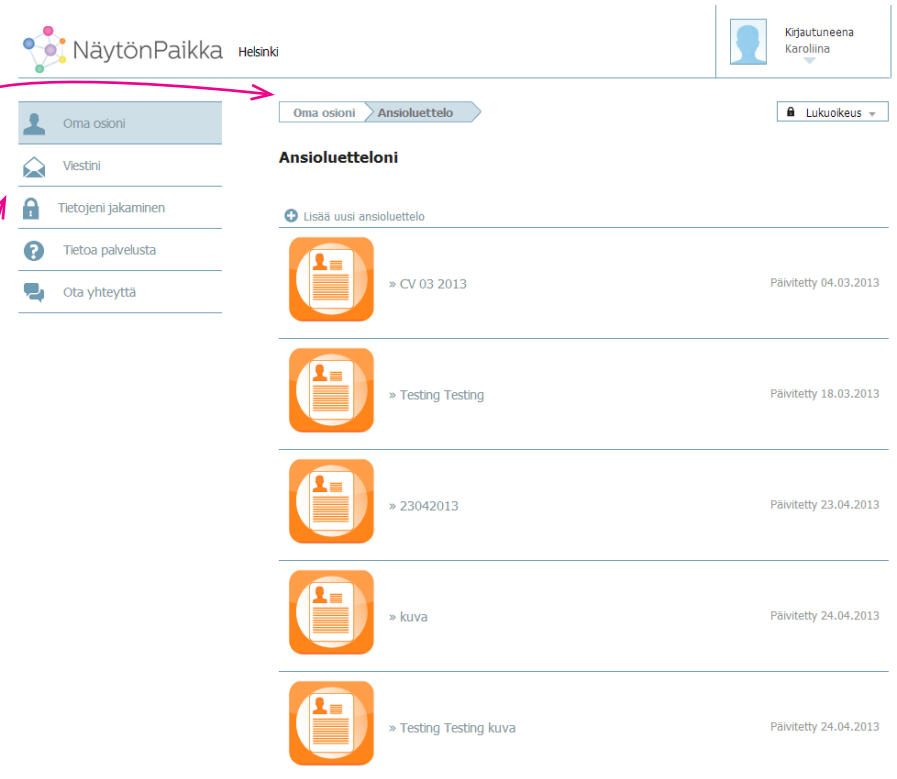 NäytönPaikka Helsinki
Kirjautuneena
Karoliina
Oma osioni
Viestini
Tietojeni jakaminen
Tietoa palvelusta
Ota yhteyttä
Oma osioni Ansioluettelo
Lukuoikeus
Ansioluetteloni
Lisää uusi ansioluettelo
» CV 03 2013 Päivitetty 04.03.2013
» Testing Testing Päivitetty 18.03.2013
» 23042013 Päivitetty 23.04.2013
» kuva Päivitetty 24.04.2013
» Testing Testing kuva Päivitetty 24.04.2013